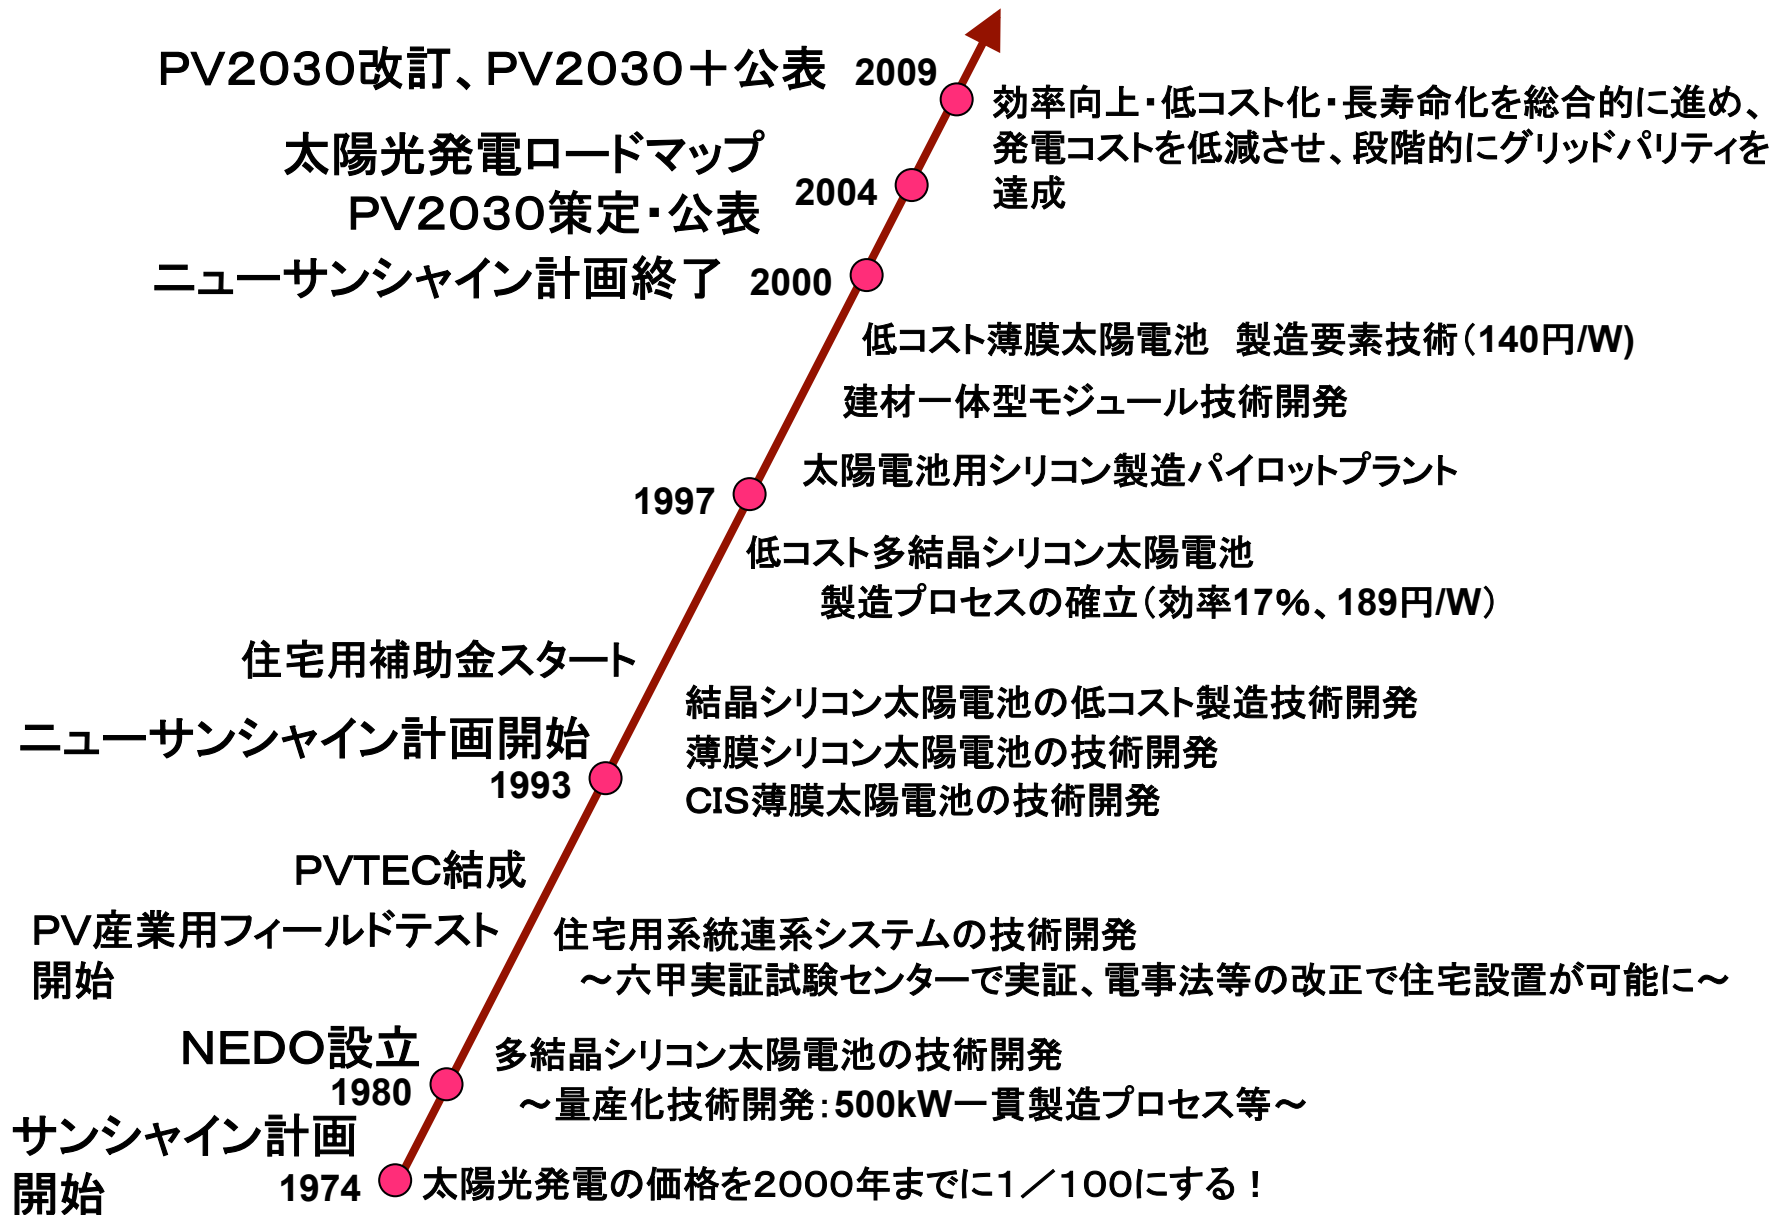 PV2030改訂、PV2030＋公表 2009
効率向上・低コスト化・長寿命化を総合的に進め、
発電コストを低減させ、段階的にグリッドパリティを
達成
太陽光発電ロードマップ
PV2030策定・公表
2004
ニューサンシャイン計画終了 2000
低コスト薄膜太陽電池　製造要素技術（140円/W)
建材一体型モジュール技術開発
太陽電池用シリコン製造パイロットプラント
1997
低コスト多結晶シリコン太陽電池
製造プロセスの確立（効率17%、189円/W）
住宅用補助金スタート
ニューサンシャイン計画開始
1993
結晶シリコン太陽電池の低コスト製造技術開発
薄膜シリコン太陽電池の技術開発
CIS薄膜太陽電池の技術開発
PVTEC結成
PV産業用フィールドテスト
開始
住宅用系統連系システムの技術開発
～六甲実証試験センターで実証、電事法等の改正で住宅設置が可能に～
NEDO設立
1980
多結晶シリコン太陽電池の技術開発
～量産化技術開発：500kW一貫製造プロセス等～
サンシャイン計画
開始
1974
太陽光発電の価格を2000年までに1／100にする！